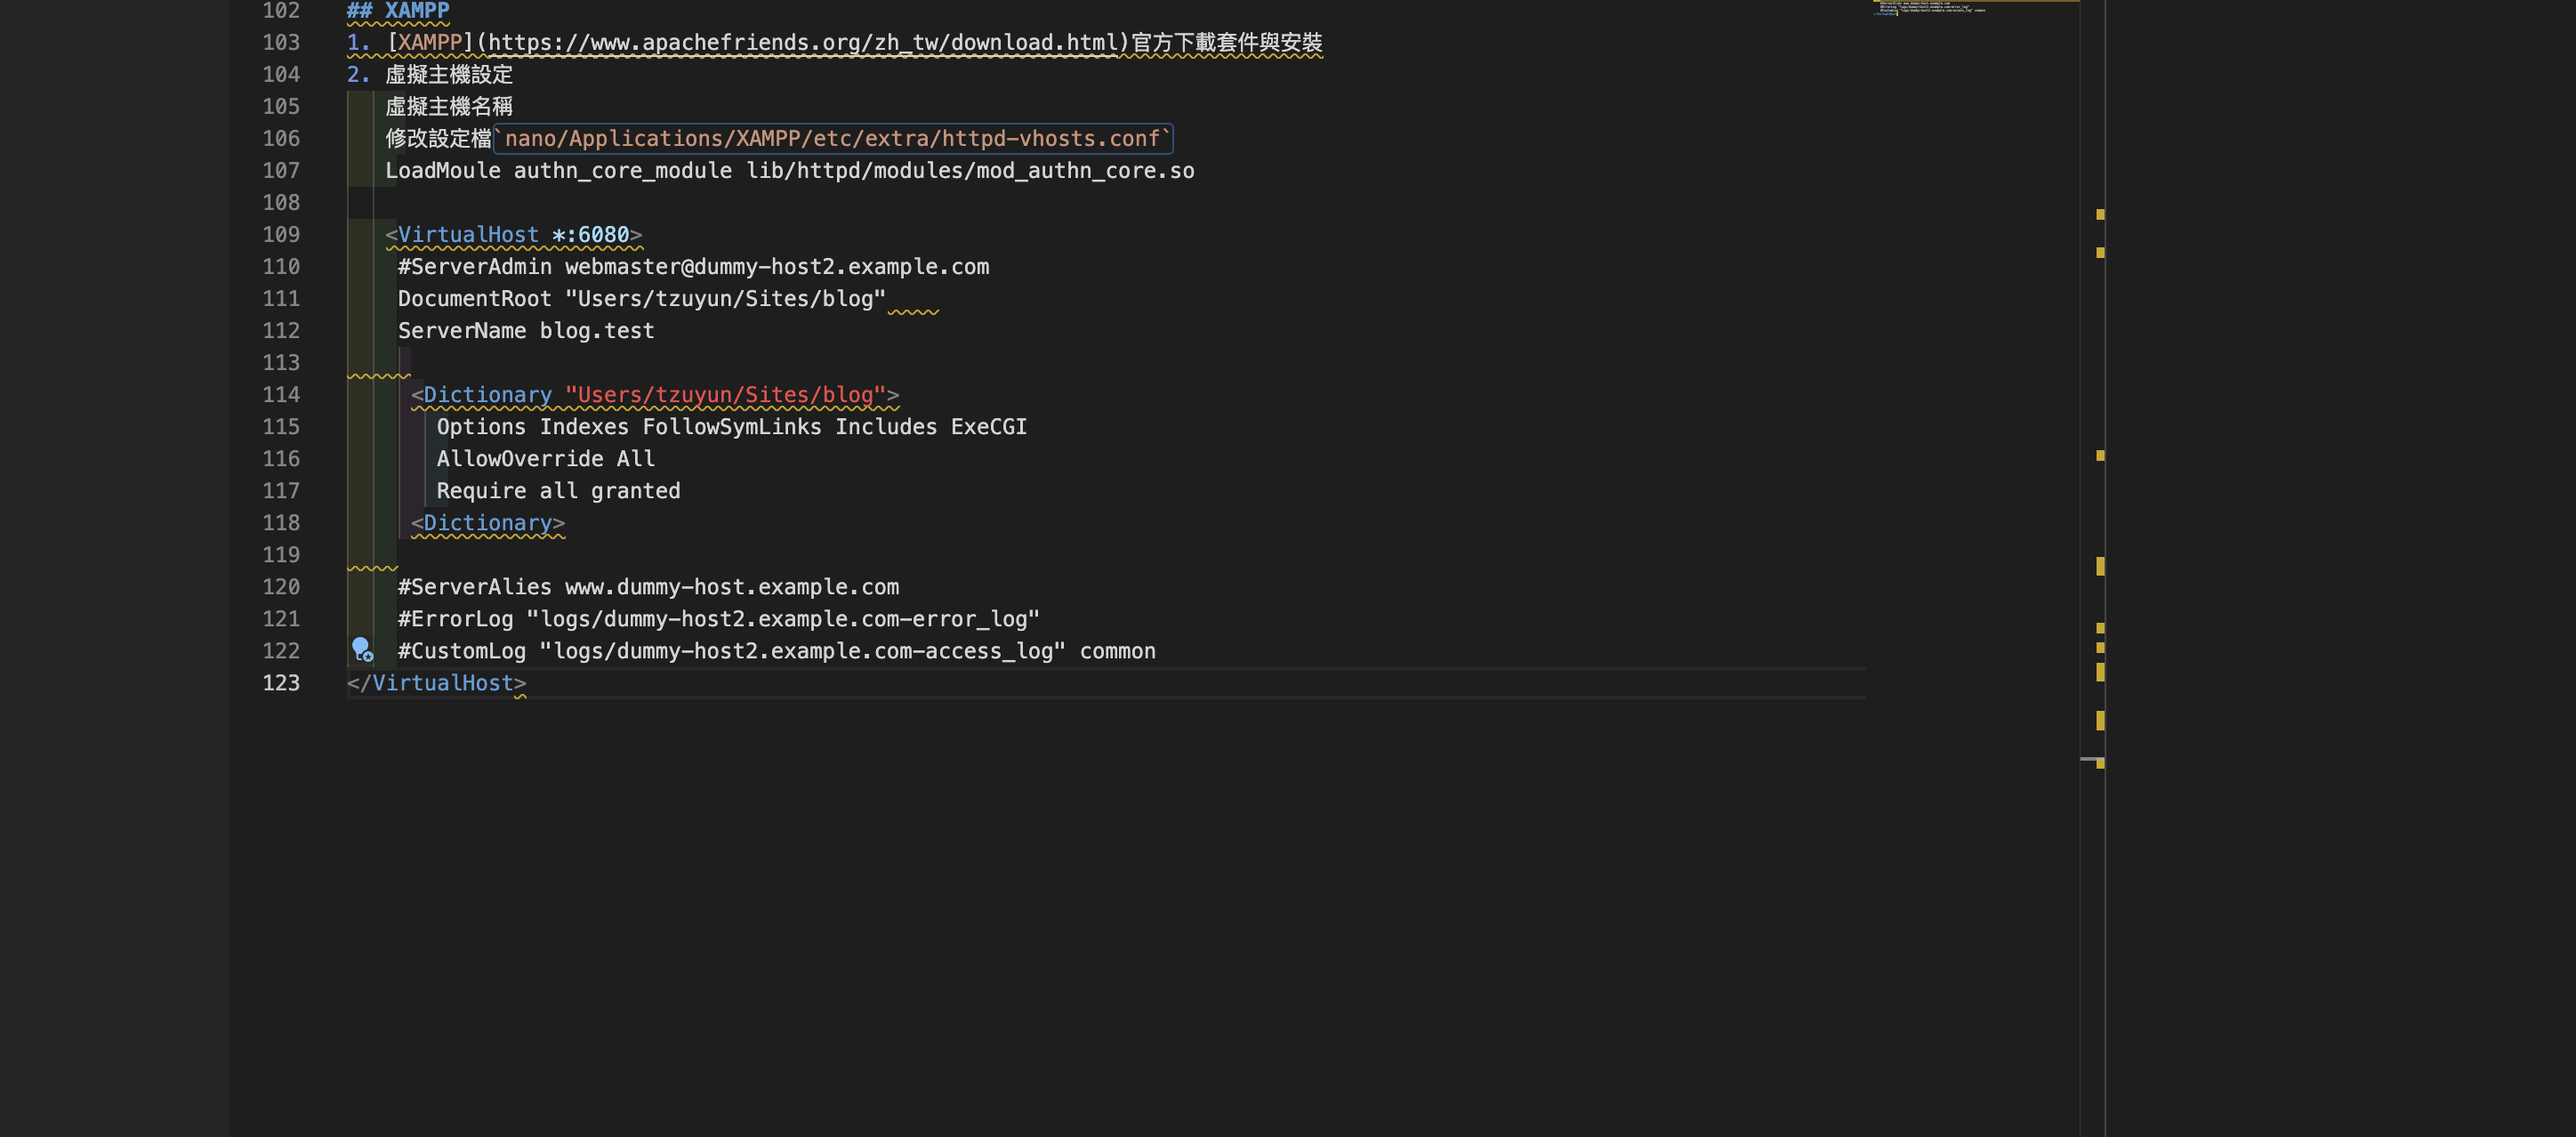 102 ## XAMPP
103 1. [XAMPP](https://www.apachefriends.org/zh_tw/download.html)官方下載套件與安裝
104 2. 虛擬主機設定
105 虛擬主機名稱
106 修改設定檔`nano/Applications/XAMPP/etc/extra/httpd-vhosts.conf`
107 LoadMoule authn_core_module lib/httpd/modules/mod_authn_core.so
108
109 <VirtualHost *:6080>
110 #ServerAdmin webmaster@dummy-host2.example.com
111 DocumentRoot "Users/tzuyun/Sites/blog"
112 ServerName blog.test
113
114 <Dictionary "Users/tzuyun/Sites/blog">
115 Options Indexes FollowSymLinks Includes ExeCGI
116 AllowOverride All
117 Require all granted
118 <Dictionary>
119
120 #ServerAlies www.dummy-host.example.com
121 #ErrorLog "logs/dummy-host2.example.com-error_log"
122 #CustomLog "logs/dummy-host2.example.com-access_log" common
123 </VirtualHost>